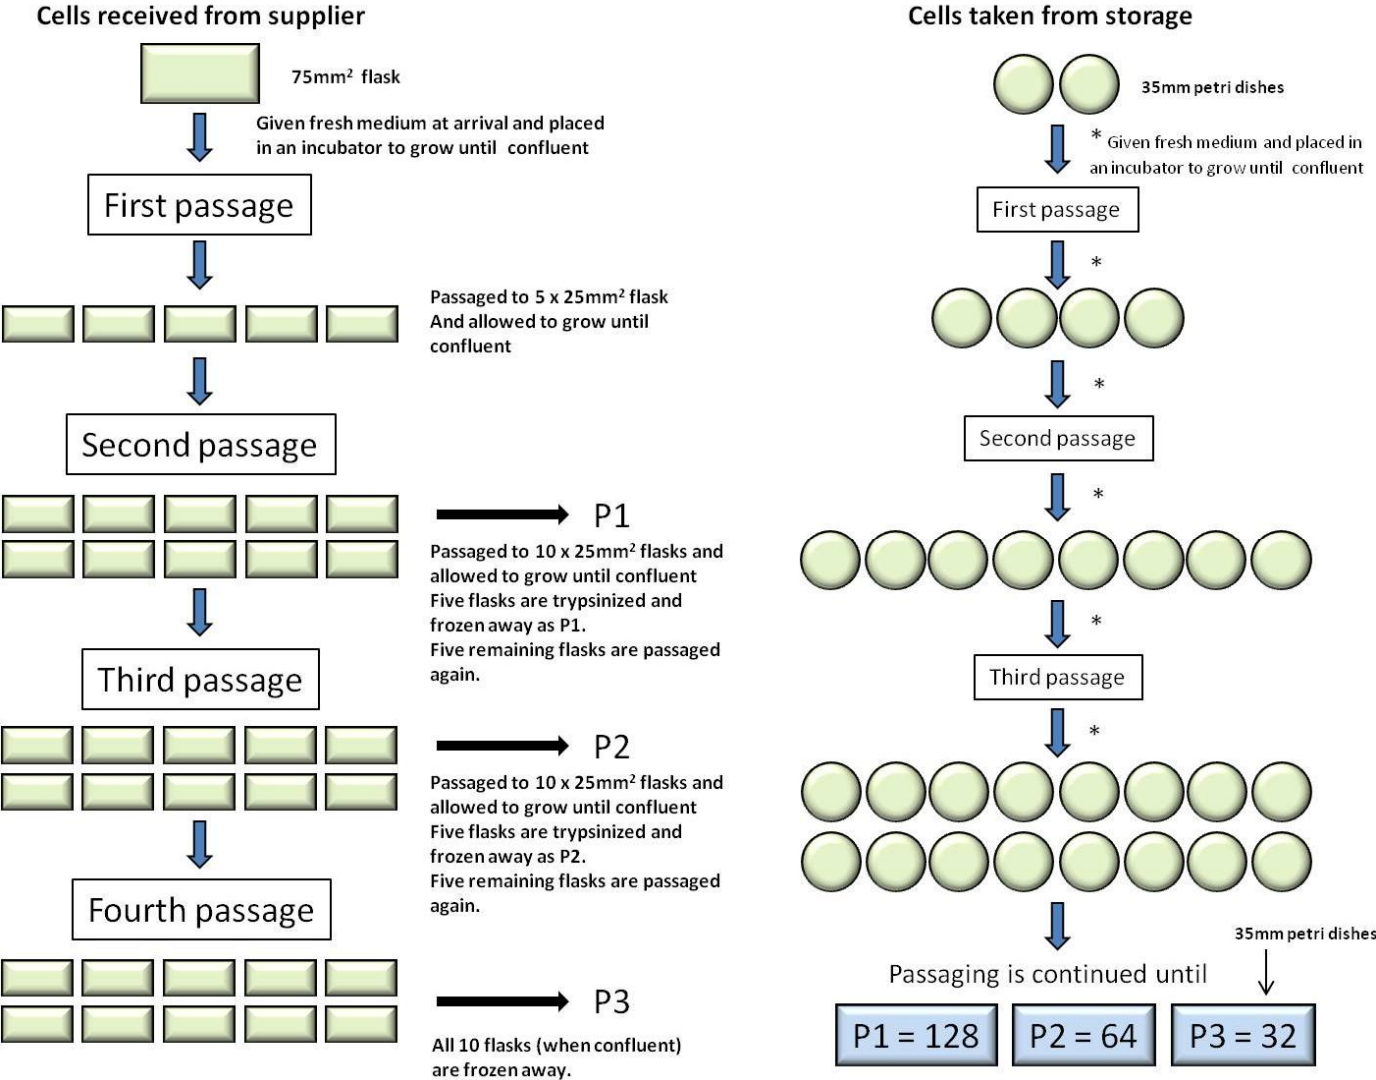 Cells received from supplier
75mm² flask
Given fresh medium at arrival and placed
in an incubator to grow until confluent
First passage
Passaged to 5 x 25mm² flask
And allowed to grow until
confluent
Second passage
P1
Passaged to 10 x 25mm² flasks and
allowed to grow until confluent
Five flasks are trypsinized and
frozen away as P1.
Five remaining flasks are passaged
again.
Third passage
P2
Passaged to 10 x 25mm² flasks and
allowed to grow until confluent
Five flasks are trypsinized and
frozen away as P2.
Five remaining flasks are passaged
again.
Fourth passage
P3
All 10 flasks (when confluent)
are frozen away.
Cells taken from storage
35mm petri dishes
* Given fresh medium and placed in
an incubator to grow until confluent
First passage
*
*
Second passage
*
*
Third passage
*
35mm petri dishes
Passaging is continued until
P1 = 128 P2 = 64 P3 = 32